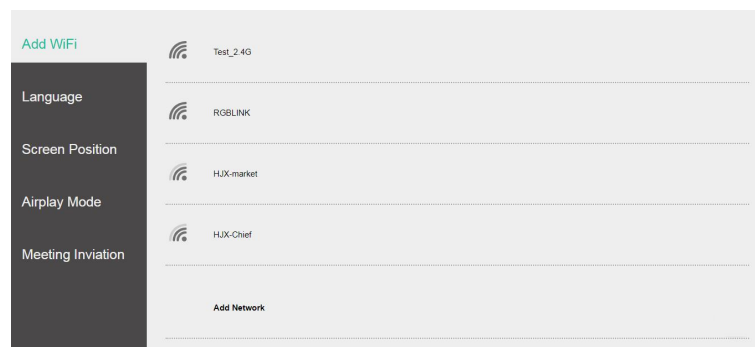 Add WiFi
Language
Screen Position
Airplay Mode
Meeting Inviation
Test_2.4G
RGBLINK
HJX-market
HJX-Chief
Add Network